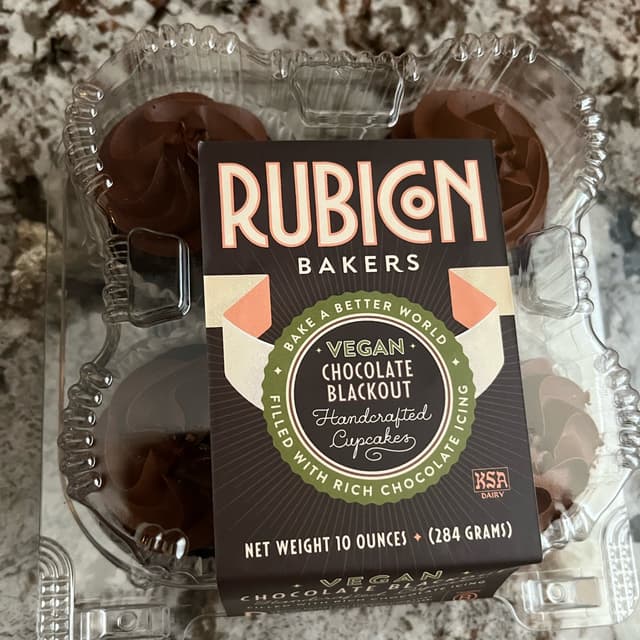 RUBICON
BAKERS
BAKE A BETTER WORLD
VEGAN
CHOCOLATE
BLACKOUT
Handcrafted
Cupcakes
FILLED WITH RICH CHOCOLATE ICING
KSA
DAIRY
NET WEIGHT 10 OUNCES (284 GRAMS)
VEGAN
CHOCOLATE